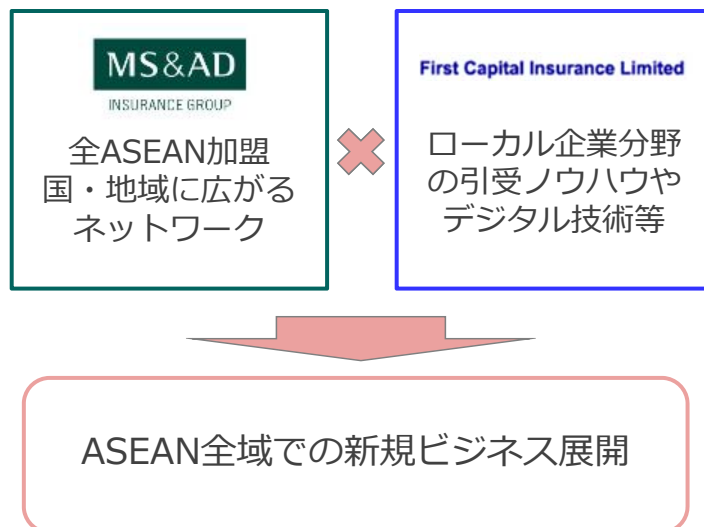 MS&AD
INSURANCE GROUP
全ASEAN加盟
国・地域に広がる
ネットワーク
First Capital Insurance Limited
ローカル企業分野
の引受ノウハウや
デジタル技術等
ASEAN全域での新規ビジネス展開